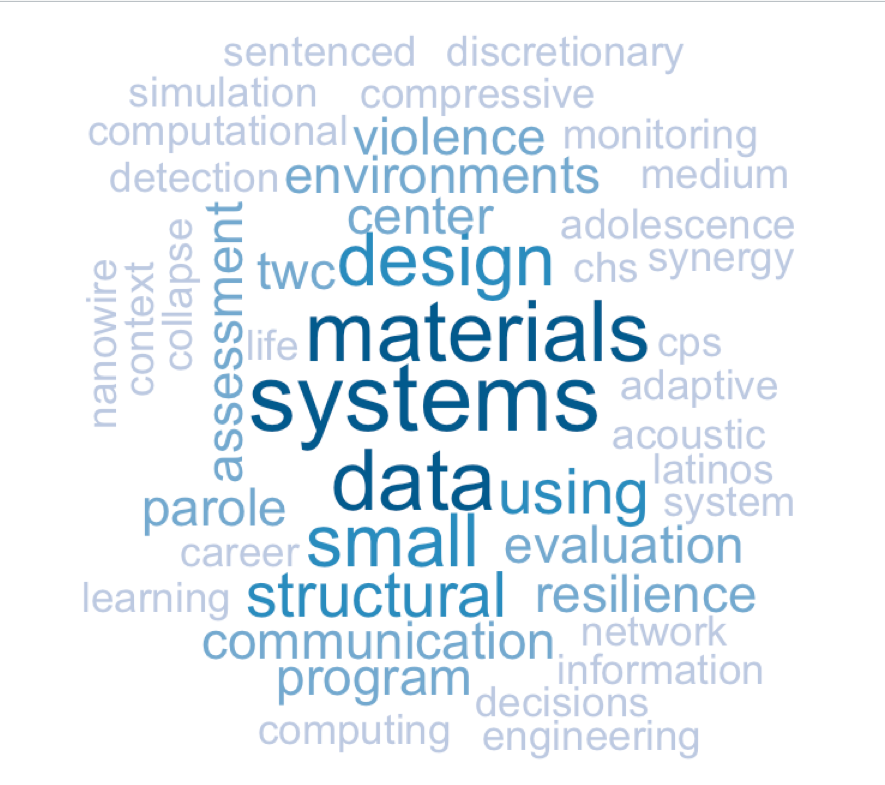 sentenced discretionary
simulation compressive
computational violence monitoring
detection environments medium
center adolescence
twc design chs synergy
nanowire context collapse assessment
life materials cps
systems adaptive
acoustic
data using latinos
parole system
career small evaluation
learning structural resilience
communication network
program information
decisions
computing engineering